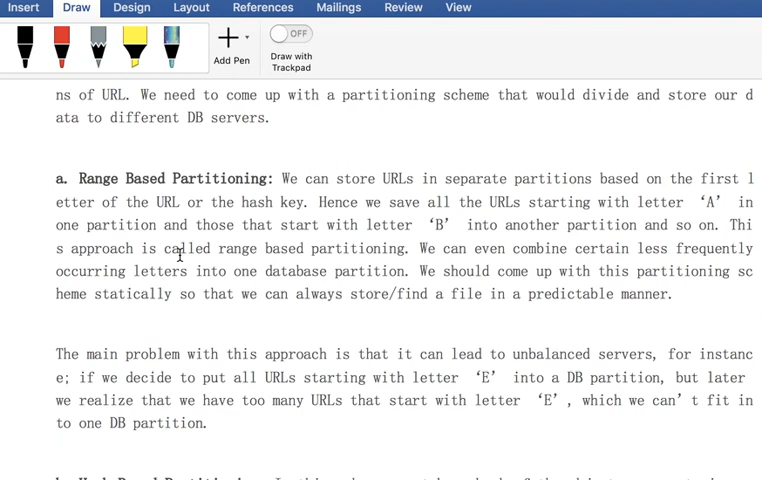 Insert Draw Design Layout References Mailings Review View
OFF
Add Pen Draw with
Trackpad
ns of URL. We need to come up with a partitioning scheme that would divide and store our d
ata to different DB servers.
a. Range Based Partitioning: We can store URLs in separate partitions based on the first l
etter of the URL or the hash key. Hence we save all the URLs starting with letter ‘A’ in
one partition and those that start with letter ‘B’ into another partition and so on. Thi
s approach is called range based partitioning. We can even combine certain less frequently
occurring letters into one database partition. We should come up with this partitioning sc
heme statically so that we can always store/find a file in a predictable manner.
The main problem with this approach is that it can lead to unbalanced servers, for instanc
e; if we decide to put all URLs starting with letter ‘E’ into a DB partition, but later
we realize that we have too many URLs that start with letter ‘E’, which we can’t fit in
to one DB partition.